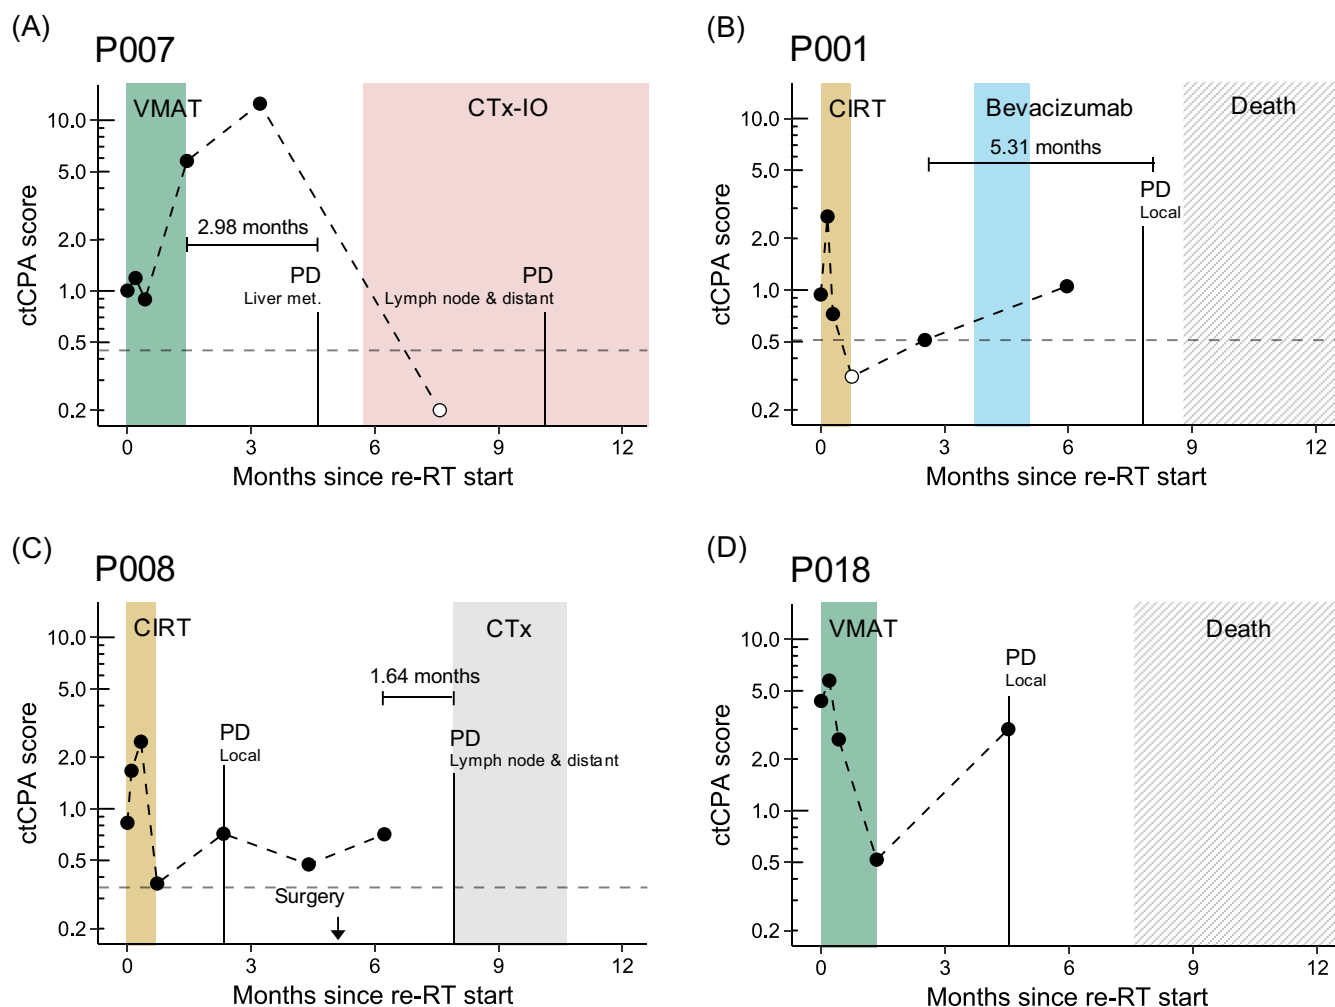 (A)
P007
VMAT
CTx-IO
10.0
5.0
2.98 months
2.0
PD
Liver met.
PD
Lymph node & distant
1.0
0.5
0.2
ctCPA score
0 3 6 9 12
Months since re-RT start
(B)
P001
CIRT
Bevacizumab
Death
10.0
5.31 months
5.0
PD
Local
2.0
1.0
0.5
0.2
ctCPA score
0 3 6 9 12
Months since re-RT start
(C)
P008
CIRT
CTx
10.0
1.64 months
5.0
PD
Local
PD
Lymph node & distant
2.0
1.0
0.5
Surgery
0.2
ctCPA score
0 3 6 9 12
Months since re-RT start
(D)
P018
VMAT
Death
10.0
PD
Local
5.0
2.0
1.0
0.5
0.2
ctCPA score
0 3 6 9 12
Months since re-RT start